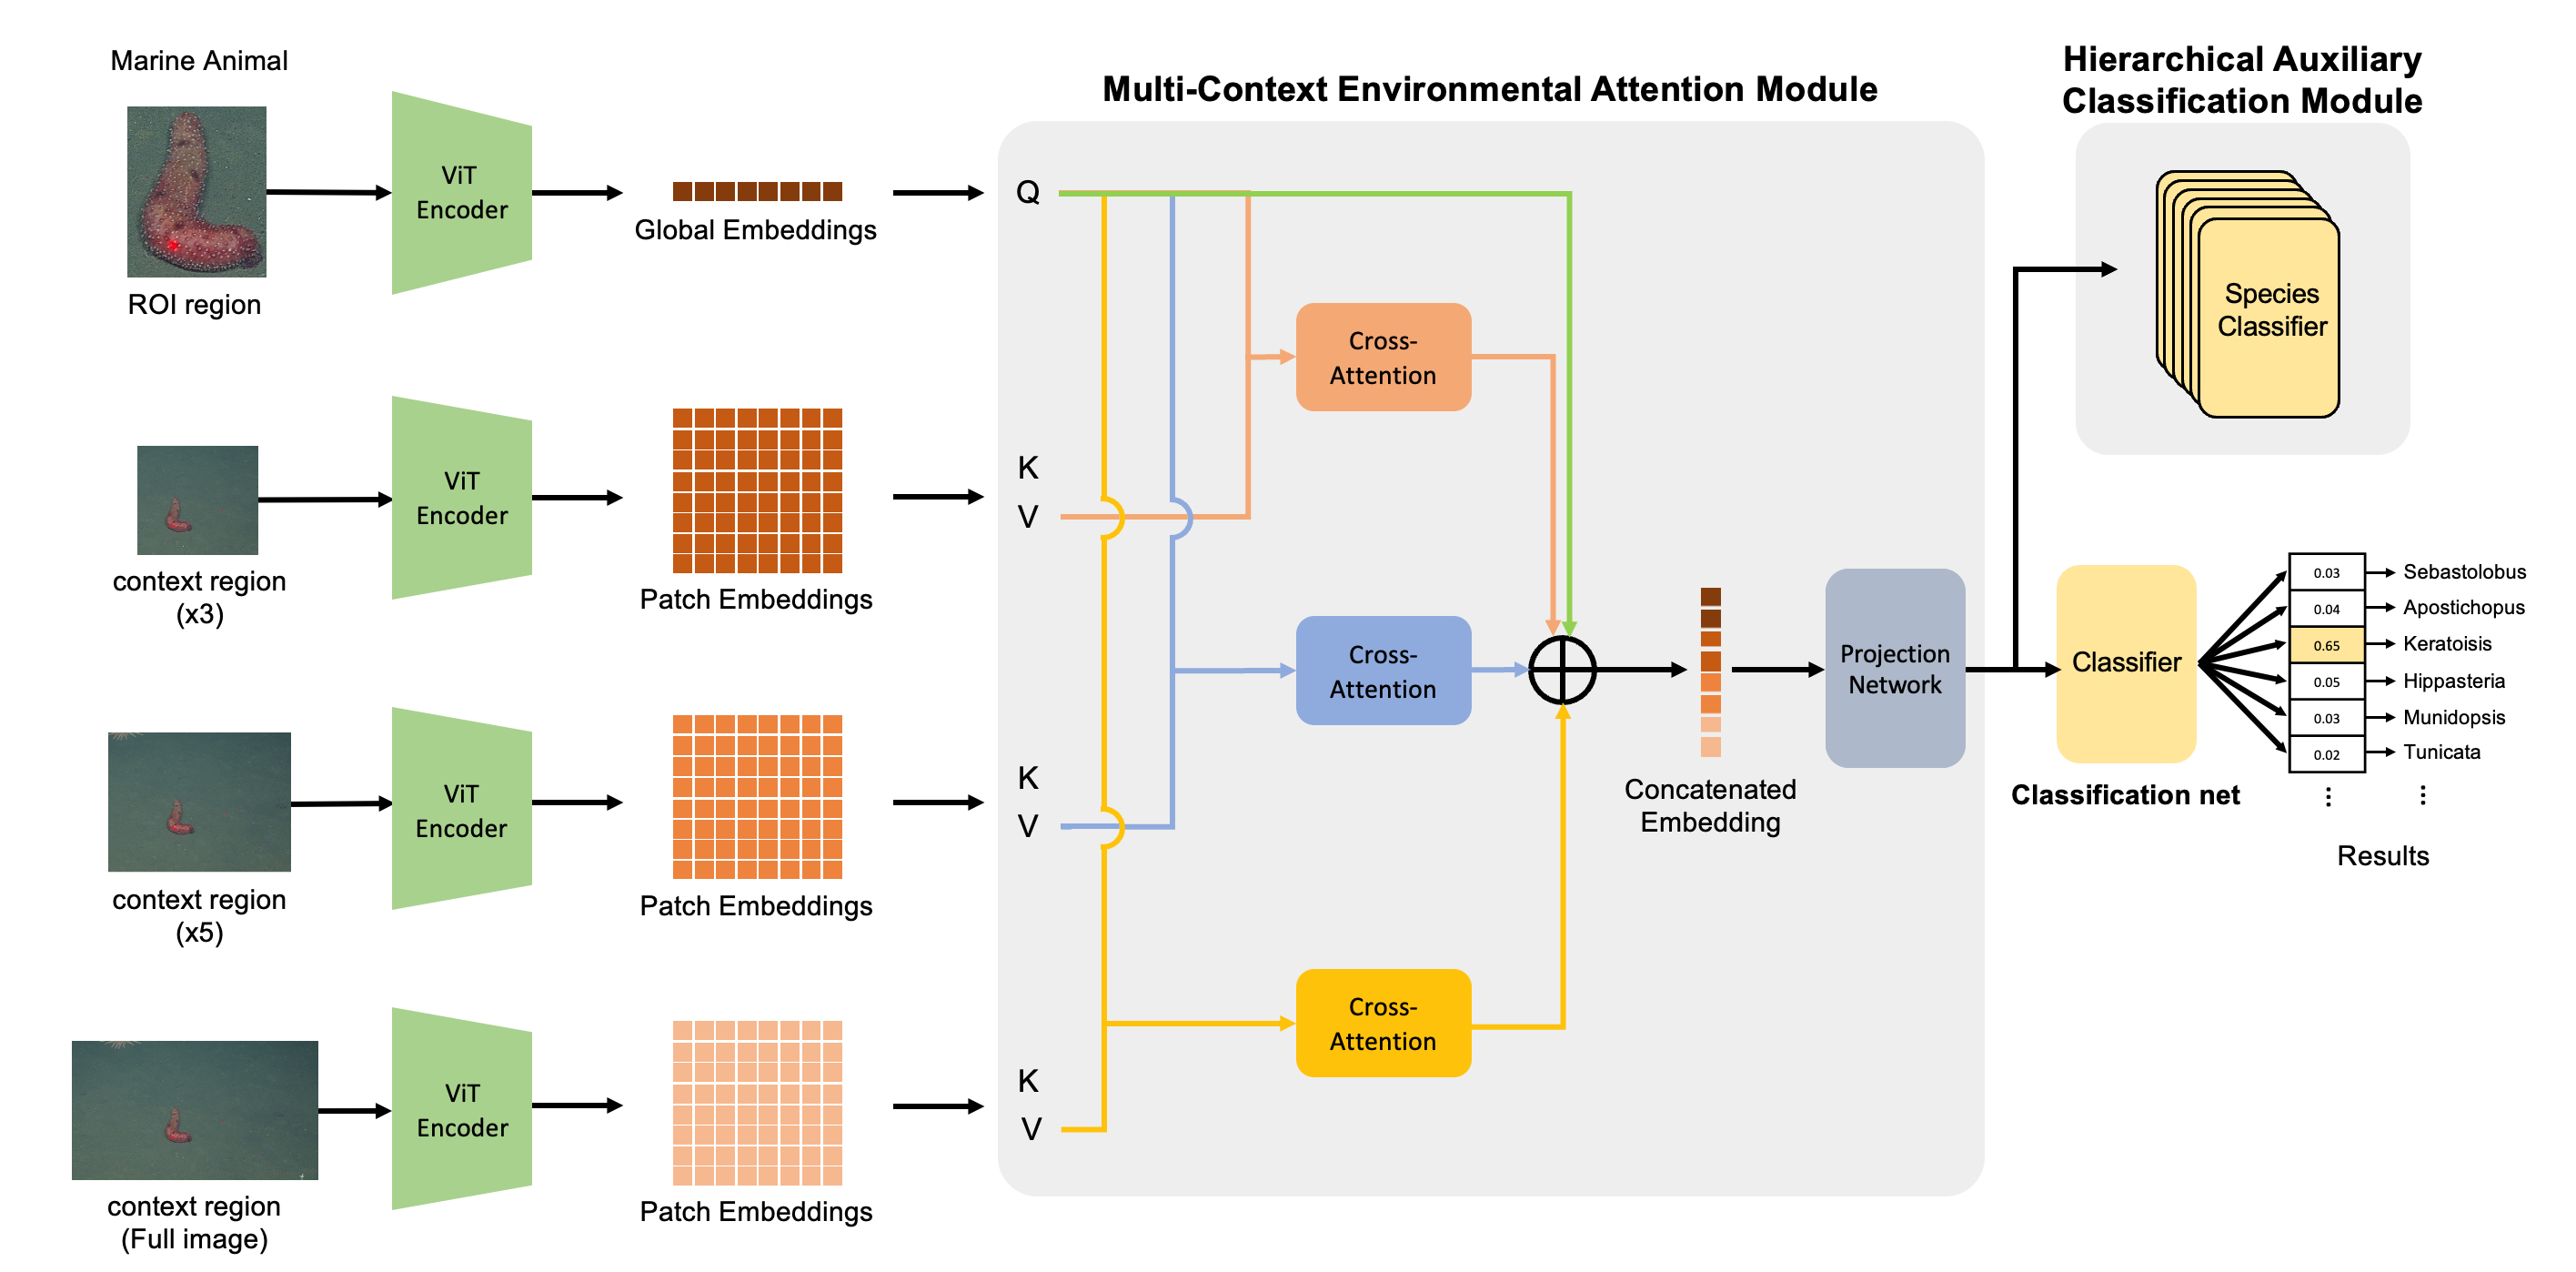 Marine Animal
ViT
Encoder
Global Embeddings
ROI region
ViT
Encoder
Patch Embeddings
context region
(x3)
ViT
Encoder
Patch Embeddings
context region
(x5)
ViT
Encoder
Patch Embeddings
context region
(Full image)
Multi-Context Environmental Attention Module
Q
K
V
K
V
K
V
Cross-
Attention
Cross-
Attention
Cross-
Attention
Concatenated
Embedding
Projection
Network
Hierarchical Auxiliary
Classification Module
Species
Classifier
Classifier
Classification net
0.03 Sebastolobus
0.04 Apostichopus
0.65 Keratoisis
0.05 Hippasteria
0.03 Munidopsis
0.02 Tunicata
⋮ ⋮
Results